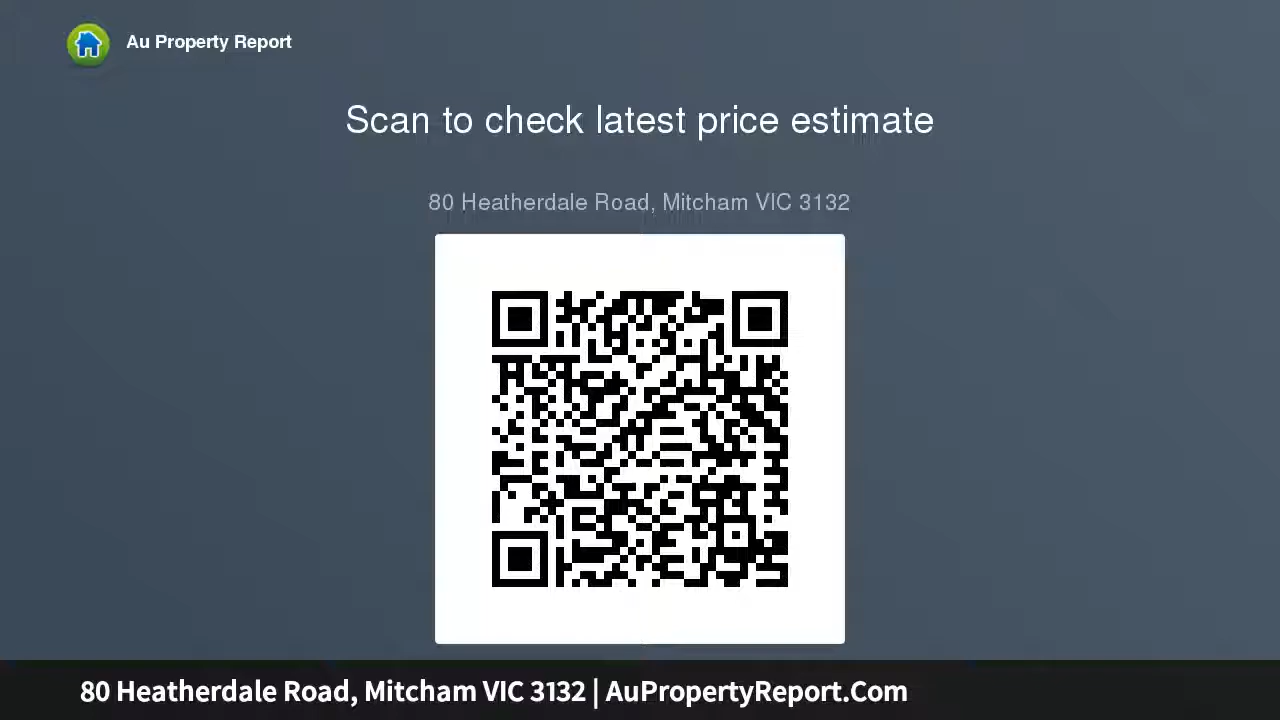 Au Property Report
Scan to check latest price estimate
80 Heatherdale Road, Mitcham VIC 3132
80 Heatherdale Road, Mitcham VIC 3132 | AuPropertyReport.Com